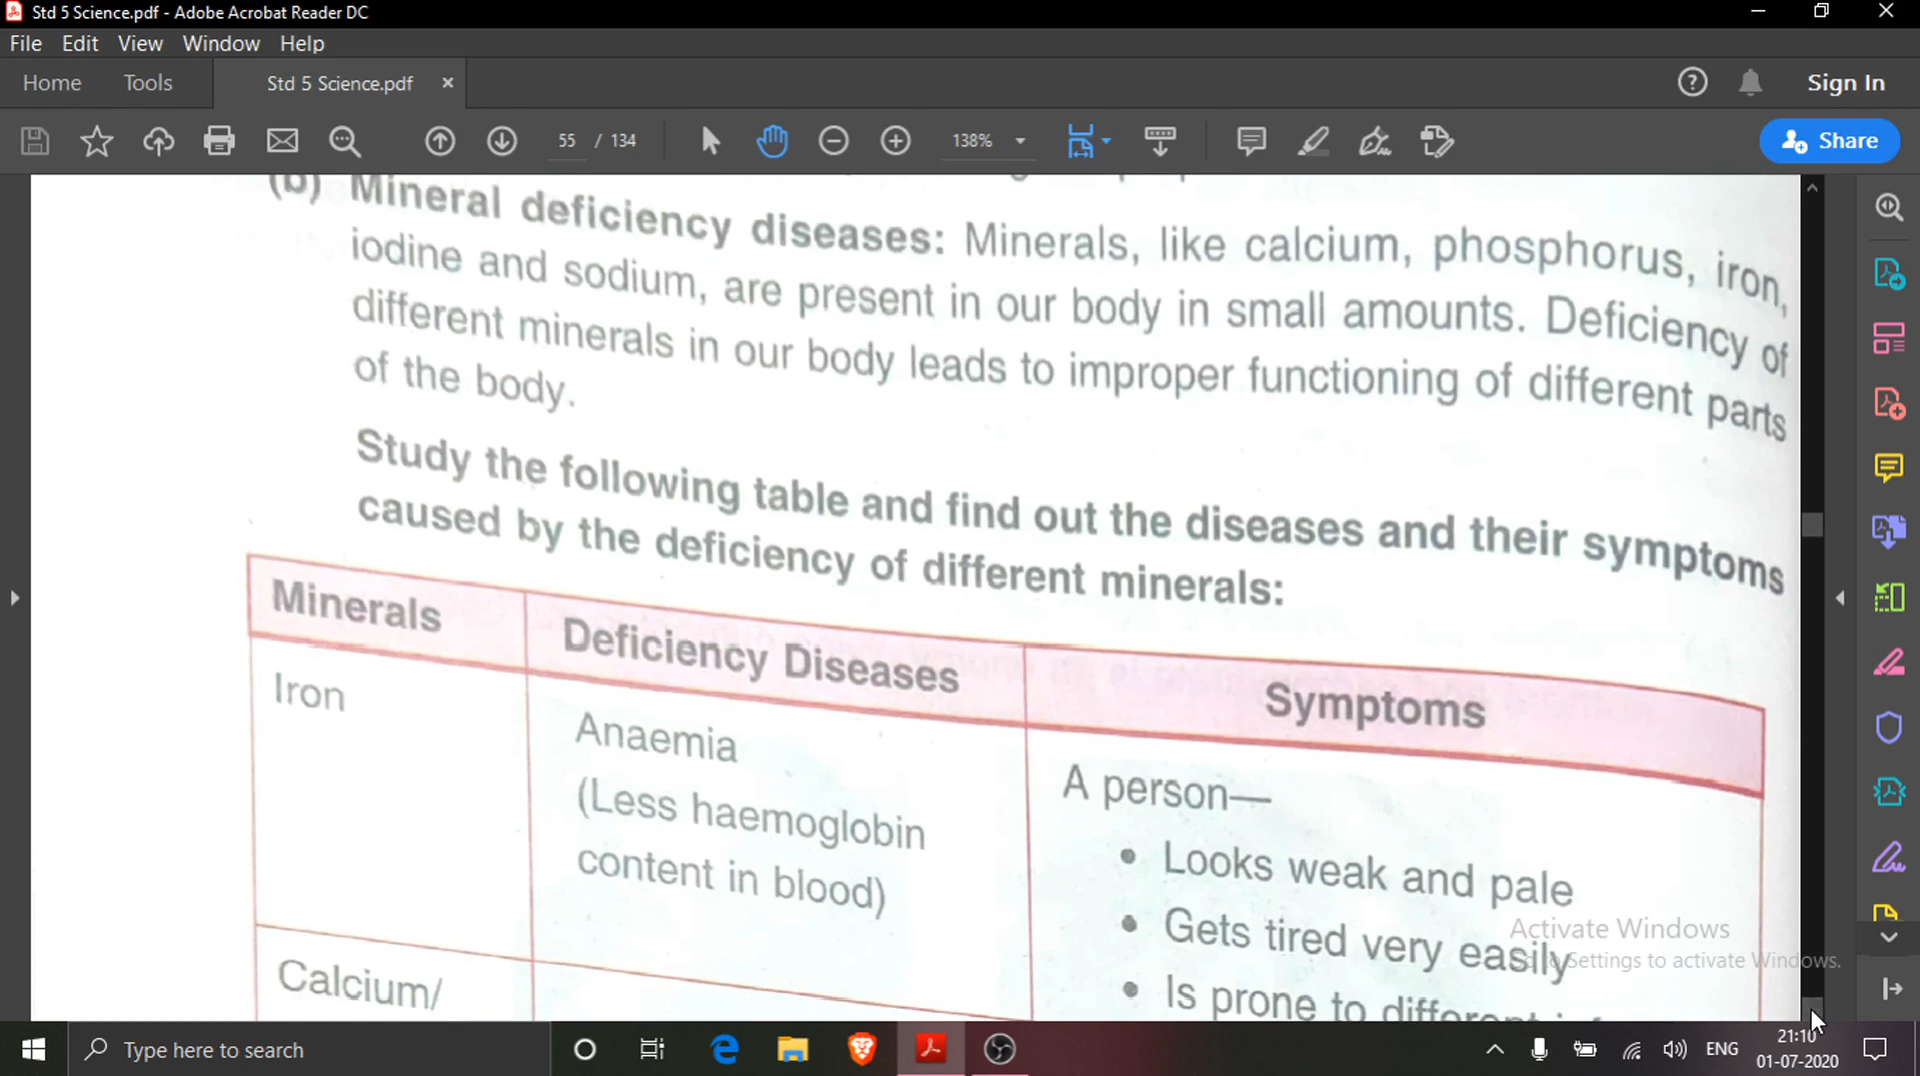 Std 5 Science.pdf - Adobe Acrobat Reader DC
File Edit View Window Help
Home Tools Std 5 Science.pdf × Sign In
55 / 134 138% Share
(b) Mineral deficiency diseases: Minerals, like calcium, phosphorus, iron,
iodine and sodium, are present in our body in small amounts. Deficiency of
different minerals in our body leads to improper functioning of different parts
of the body.
Study the following table and find out the diseases and their symptoms
caused by the deficiency of different minerals:
Minerals Deficiency Diseases Symptoms
Iron
Anaemia
(Less haemoglobin
content in blood)
A person—
• Looks weak and pale
• Gets tired very easily
• Is prone to different
Calcium/
Activate Windows
Go to Settings to activate Windows.
Type here to search
ENG
21:10
01-07-2020